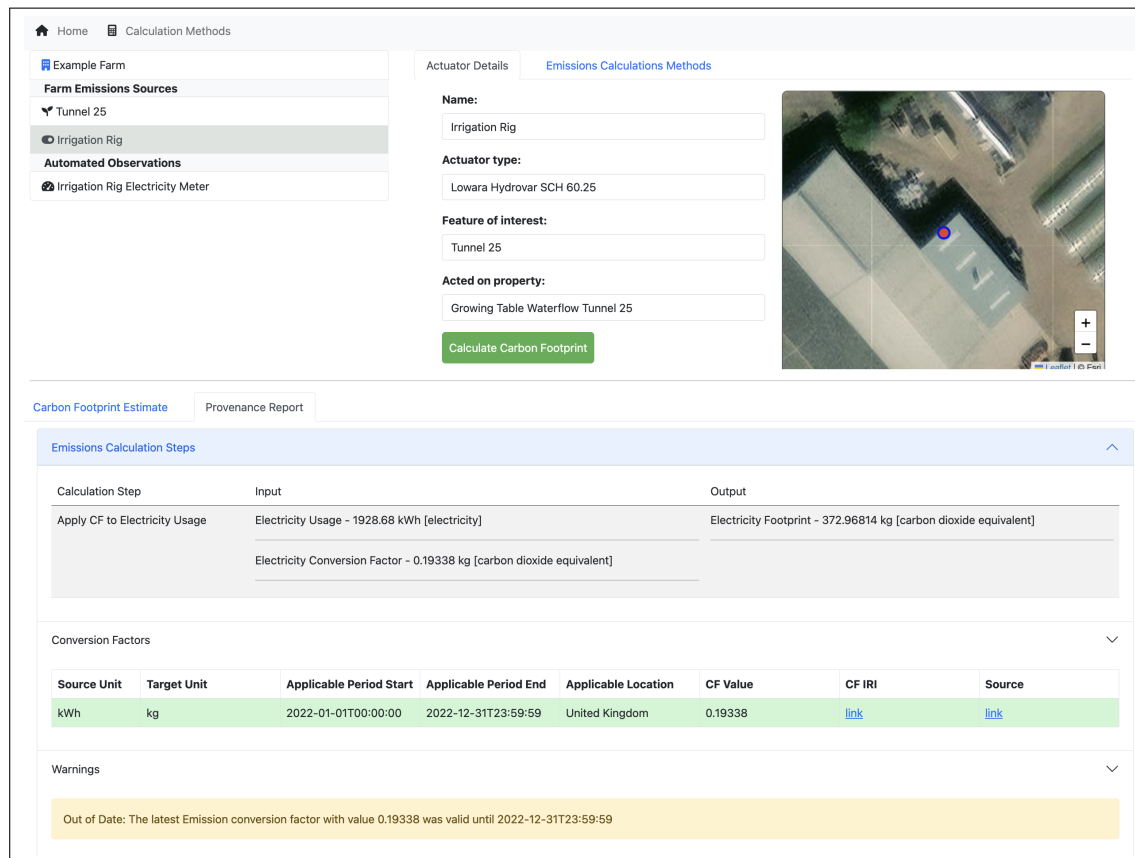 Home Calculation Methods
Example Farm
Farm Emissions Sources
Tunnel 25
Irrigation Rig
Automated Observations
Irrigation Rig Electricity Meter
Actuator Details Emissions Calculations Methods
Name:
Irrigation Rig
Actuator type:
Lowara Hydrovar SCH 60.25
Feature of interest:
Tunnel 25
Acted on property:
Growing Table Waterflow Tunnel 25
Calculate Carbon Footprint
+
−
Leaflet | © Esri
Carbon Footprint Estimate Provenance Report
Emissions Calculation Steps
Calculation Step Input Output
Apply CF to Electricity Usage Electricity Usage - 1928.68 kWh [electricity] Electricity Footprint - 372.96814 kg [carbon dioxide equivalent]
Electricity Conversion Factor - 0.19338 kg [carbon dioxide equivalent]
Conversion Factors
Source Unit Target Unit Applicable Period Start Applicable Period End Applicable Location CF Value CF IRI Source
kWh kg 2022-01-01T00:00:00 2022-12-31T23:59:59 United Kingdom 0.19338 link link
Warnings
Out of Date: The latest Emission conversion factor with value 0.19338 was valid until 2022-12-31T23:59:59